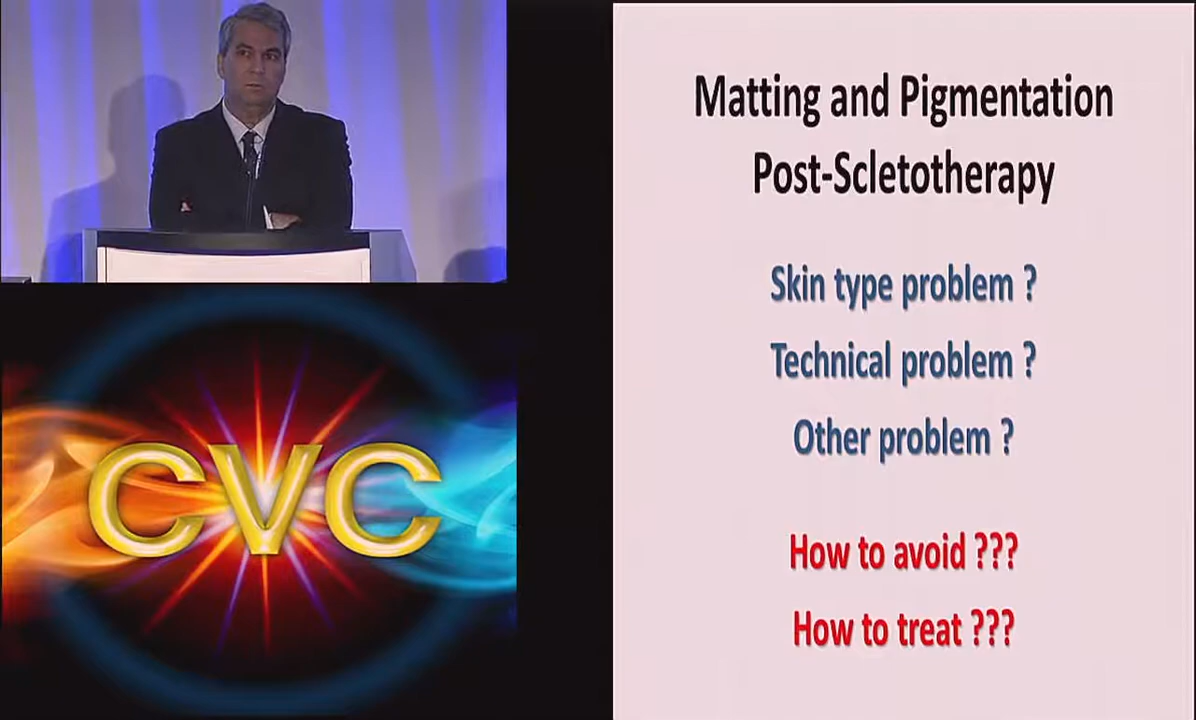 CVC
Matting and Pigmentation
Post-Scletotherapy
Skin type problem ?
Technical problem ?
Other problem ?
How to avoid ???
How to treat ???